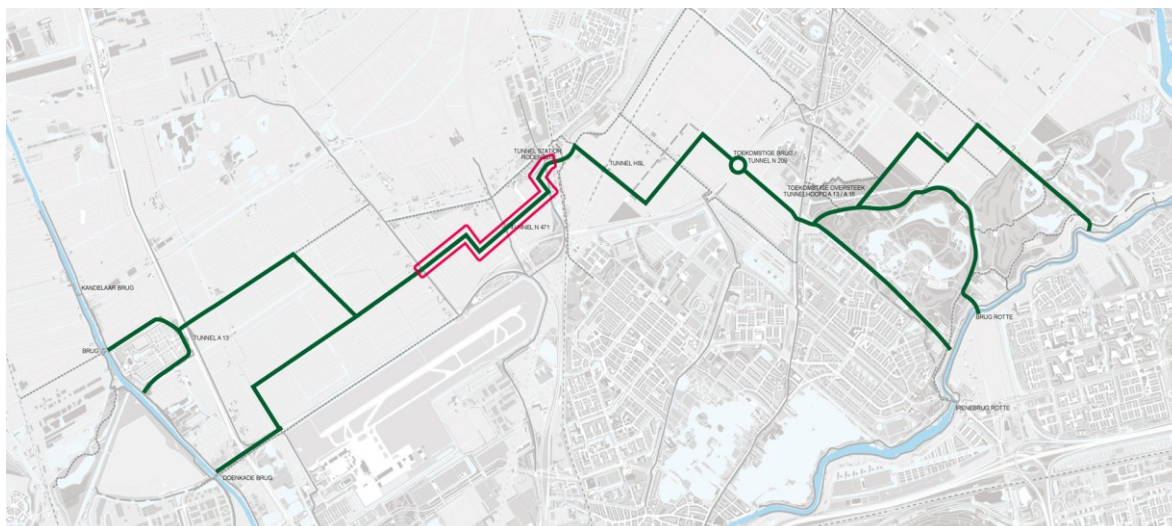 TUNNEL STATION
RODENRIJS
TUNNEL HSL
TOEKOMSTIGE BRUG /
TUNNEL N 209
TOEKOMSTIGE OVERSTEEK
TUNNELHOOFD A 13 / A 16
TUNNEL N 471
KANDELAAR BRUG
TUNNEL A 13
BRUG
BRUG ROTTE
IRENEBRUG ROTTE
DOENKADE BRUG